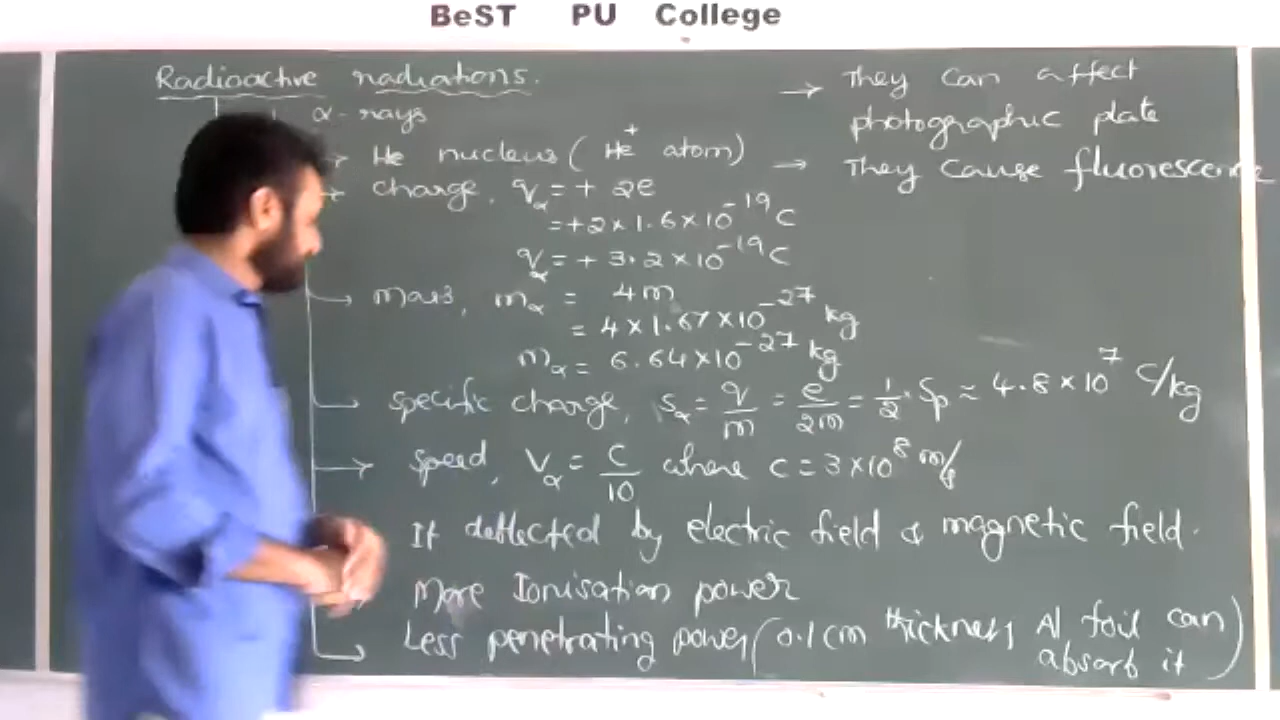 BeST PU College
Radioactive radiations.
α-rays
He nucleus (He⁺ atom)
charge, qα = + 2e
= +2×1.6×10⁻¹⁹ C
qα = + 3.2×10⁻¹⁹ C
mass, mα = 4m
= 4×1.67×10⁻²⁷ kg
mα = 6.64×10⁻²⁷ kg
specific charge, Sα = q/m = e/2m = 1/2 · Sp ≈ 4.8×10⁷ C/kg
speed, Vα = C/10 where c = 3×10⁸ m/s
It deflected by electric field & magnetic field.
More Ionisation power
Less penetrating power (0.1cm thickness Al foil can
absorb it)
→ They can affect
photographic plate
→ They cause fluorescence